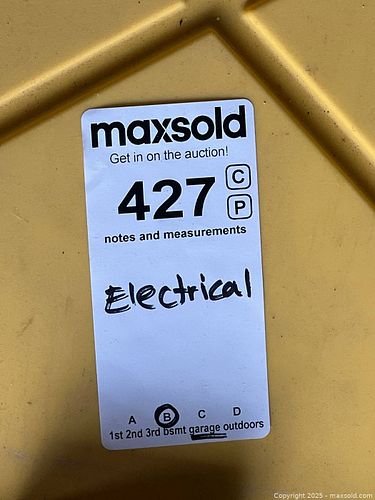 maxsold
Get in on the auction!
427 C
P
notes and measurements
Electrical
A B C D
1st 2nd 3rd bsmt garage outdoors
Copyright 2025 - maxsold.com